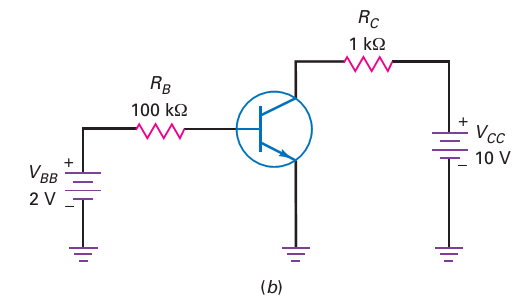 R_C
1 kΩ
R_B
100 kΩ
+
V_BB
2 V
–
+
V_CC
10 V
–
(b)